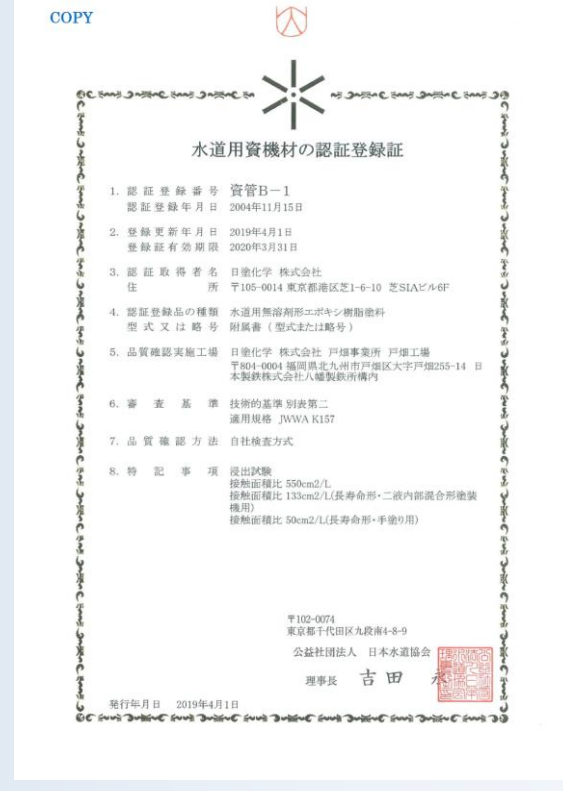 COPY
水道用資機材の認証登録証
1. 認証登録番号 資管B－1
認証登録年月日 2004年11月15日
2. 登録更新年月日 2019年4月1日
登録証有効期限 2020年3月31日
3. 認証取得者名 日塗化学 株式会社
住所 〒105-0014 東京都港区芝1-6-10 芝SIAビル6F
4. 認証登録品の種類 水道用無溶剤形エポキシ樹脂塗料
型式又は略号 附属書（型式または略号）
5. 品質確認実施工場 日塗化学 株式会社 戸畑事業所 戸畑工場
〒804-0004 福岡県北九州市戸畑区大字戸畑255-14 日
本製鉄株式会社八幡製鉄所構内
6. 審査基準 技術的基準 別表第二
適用規格 JWWA K157
7. 品質確認方法 自社検査方式
8. 特記事項 浸出試験
接触面積比 550cm2/L
接触面積比 133cm2/L(長寿命形・二液内部混合形塗装
機用)
接触面積比 50cm2/L(長寿命形・手塗り用)
〒102-0074
東京都千代田区九段南4-8-9
公益社団法人 日本水道協会
理事長 吉田 永
発行年月日 2019年4月1日